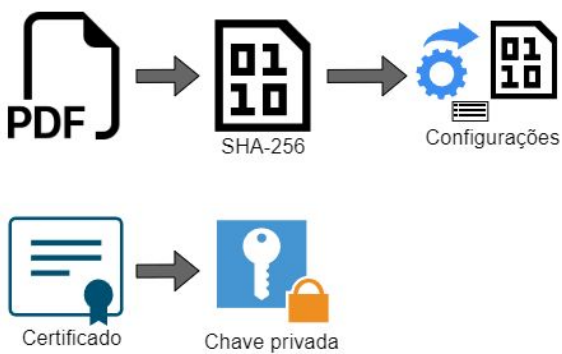 PDF
01
10
SHA-256
01
10
Configurações
Certificado
Chave privada